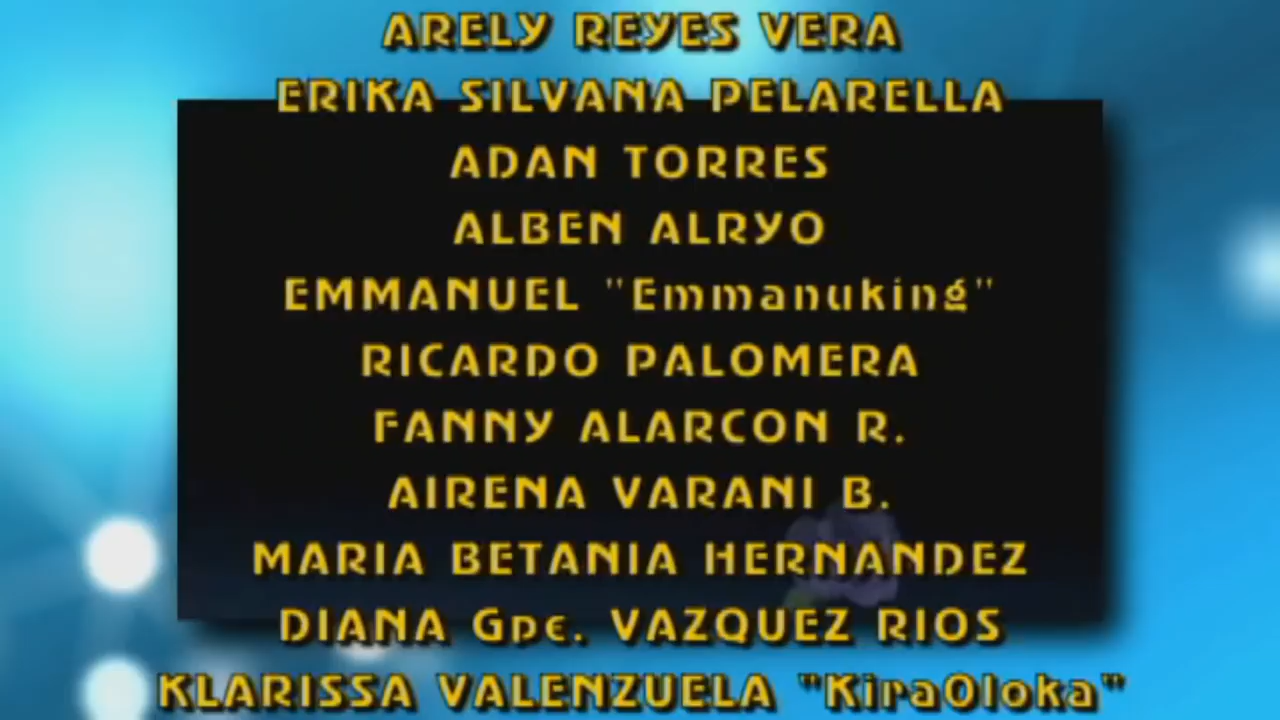 ARELY REYES VERA
ERIKA SILVANA PELARELLA
ADAN TORRES
ALBEN ALRYO
EMMANUEL "Emmanuking"
RICARDO PALOMERA
FANNY ALARCON R.
AIRENA VARANI B.
MARIA BETANIA HERNANDEZ
DIANA Gpe. VAZQUEZ RIOS
KLARISSA VALENZUELA "KiraOloka"